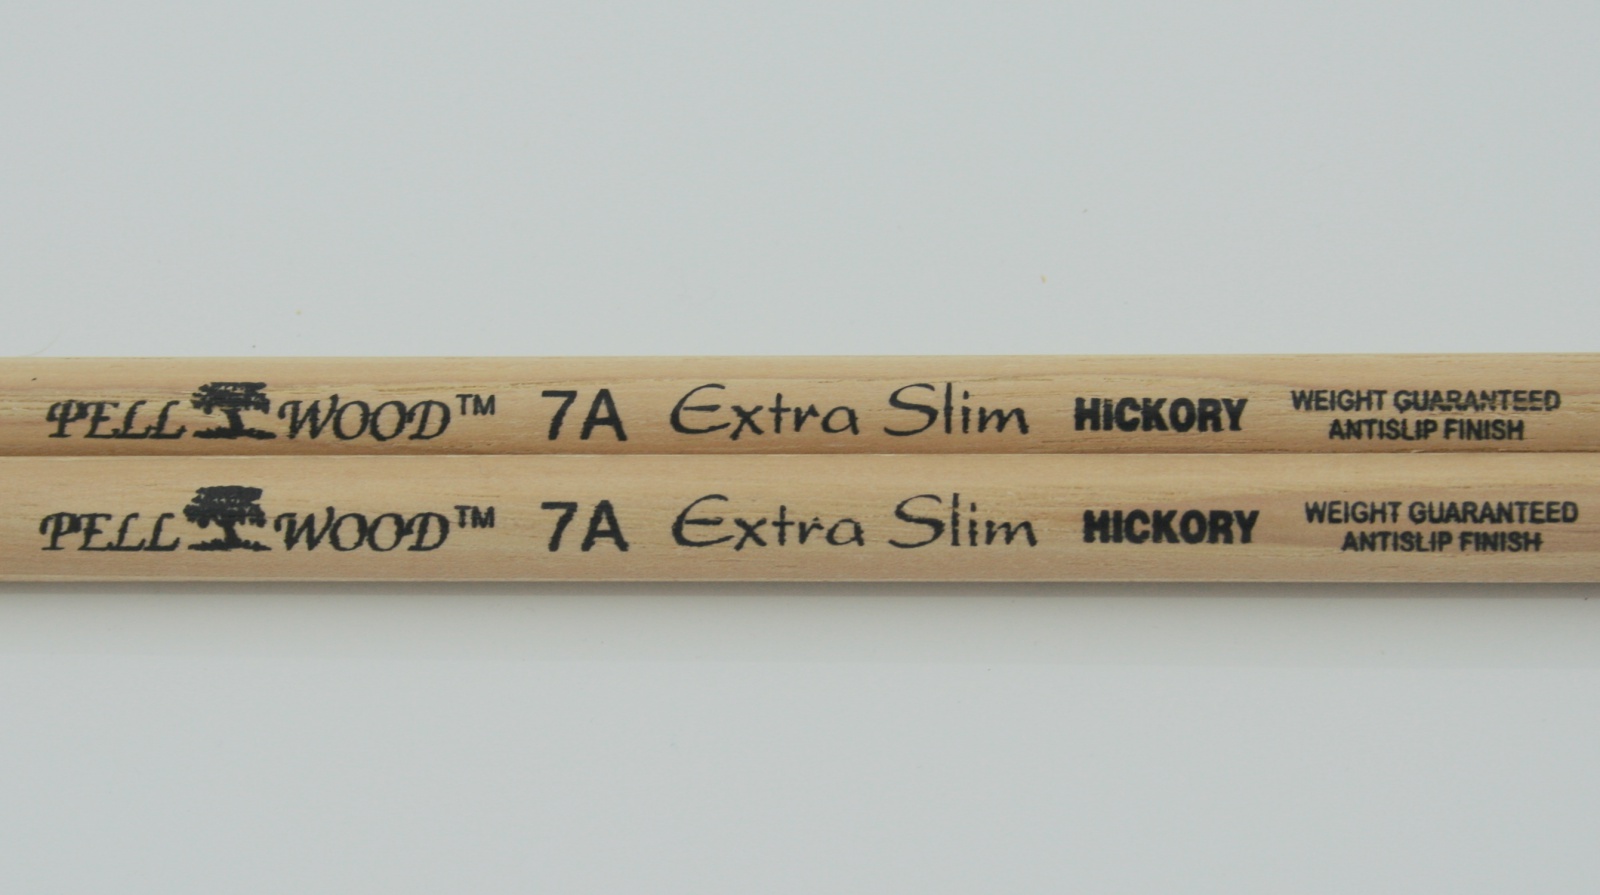 PELL WOOD™ 7A Extra Slim HICKORY WEIGHT GUARANTEED
ANTISLIP FINISH
PELL WOOD™ 7A Extra Slim HICKORY WEIGHT GUARANTEED
ANTISLIP FINISH